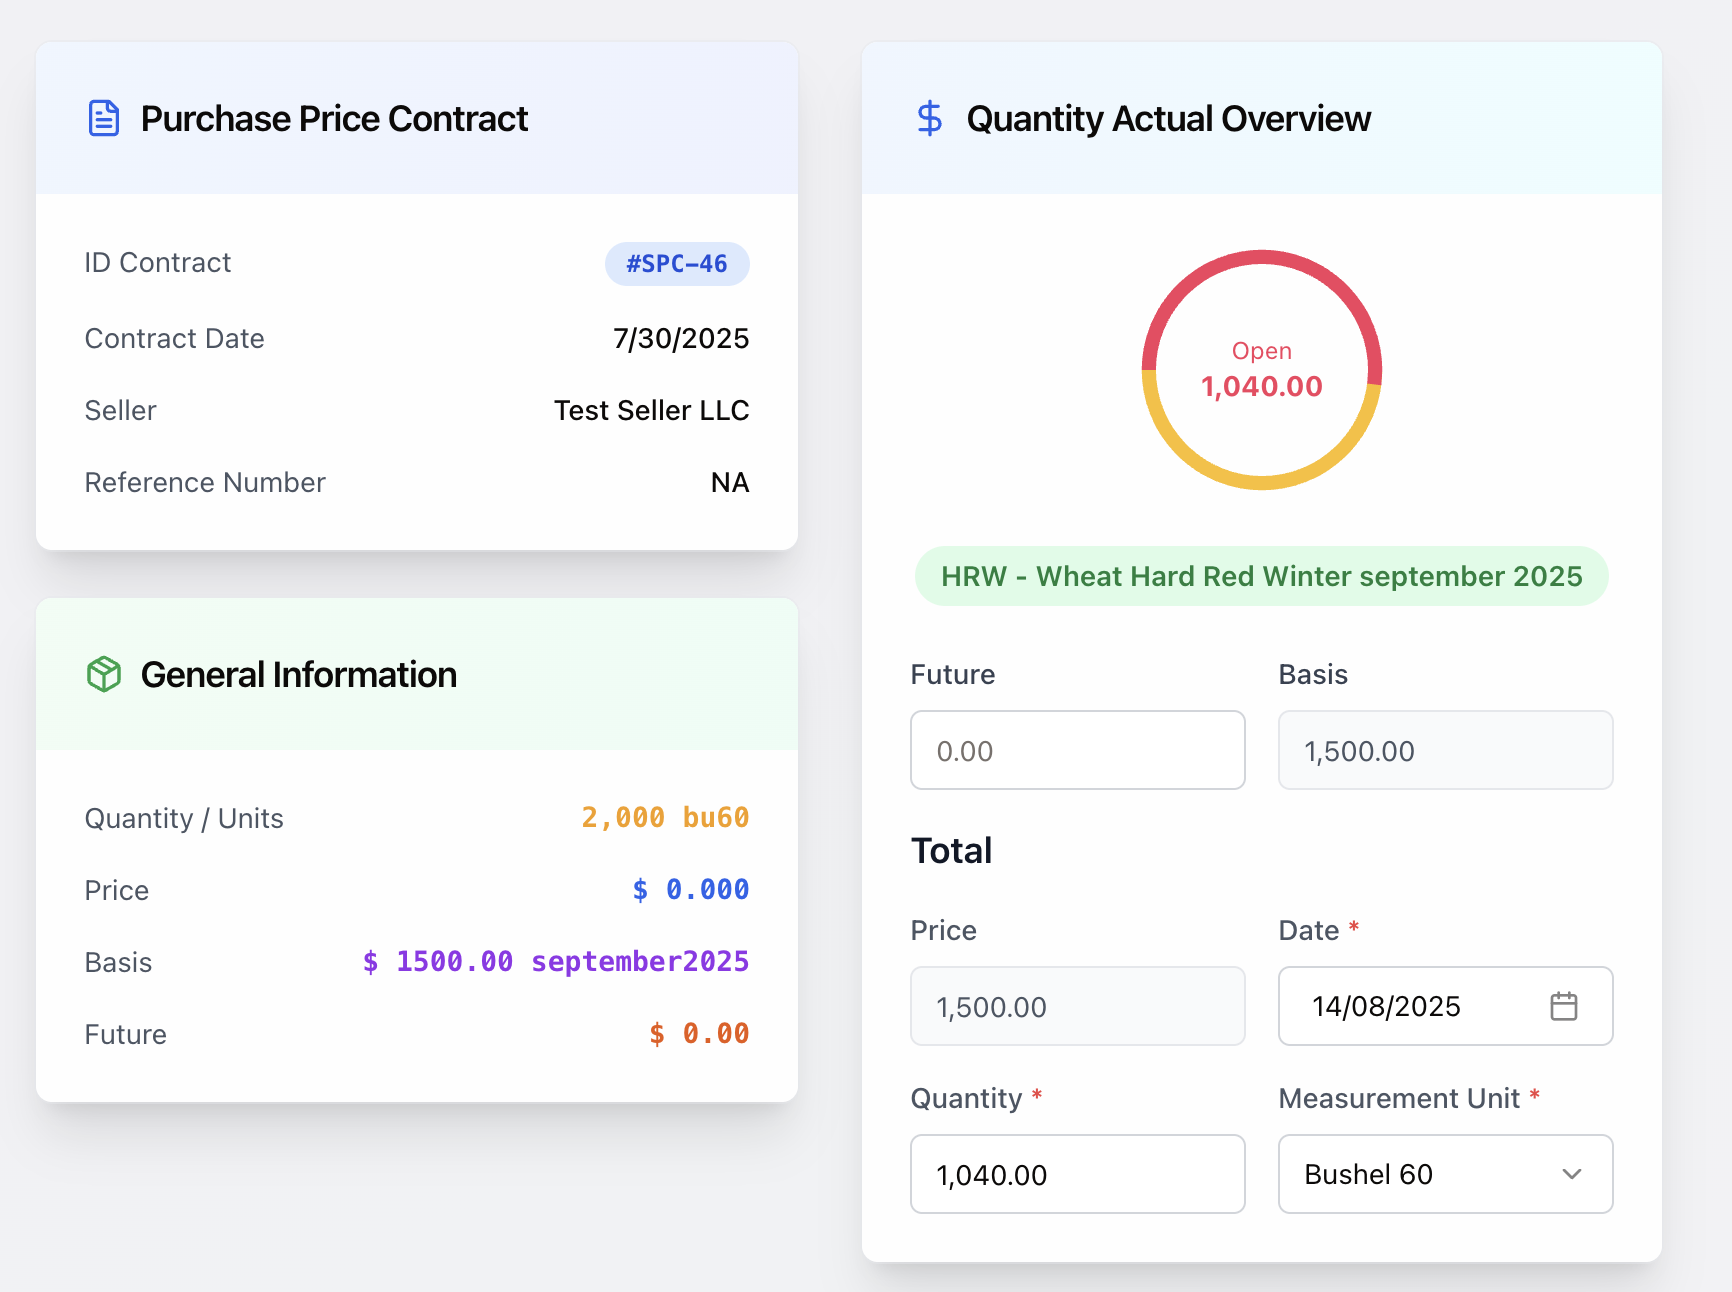 Purchase Price Contract
ID Contract #SPC-46
Contract Date 7/30/2025
Seller Test Seller LLC
Reference Number NA
General Information
Quantity / Units 2,000 bu60
Price $ 0.000
Basis $ 1500.00 september2025
Future $ 0.00
Quantity Actual Overview
Open
1,040.00
HRW - Wheat Hard Red Winter september 2025
Future Basis
0.00 1,500.00
Total
Price Date *
1,500.00 14/08/2025
Quantity * Measurement Unit *
1,040.00 Bushel 60